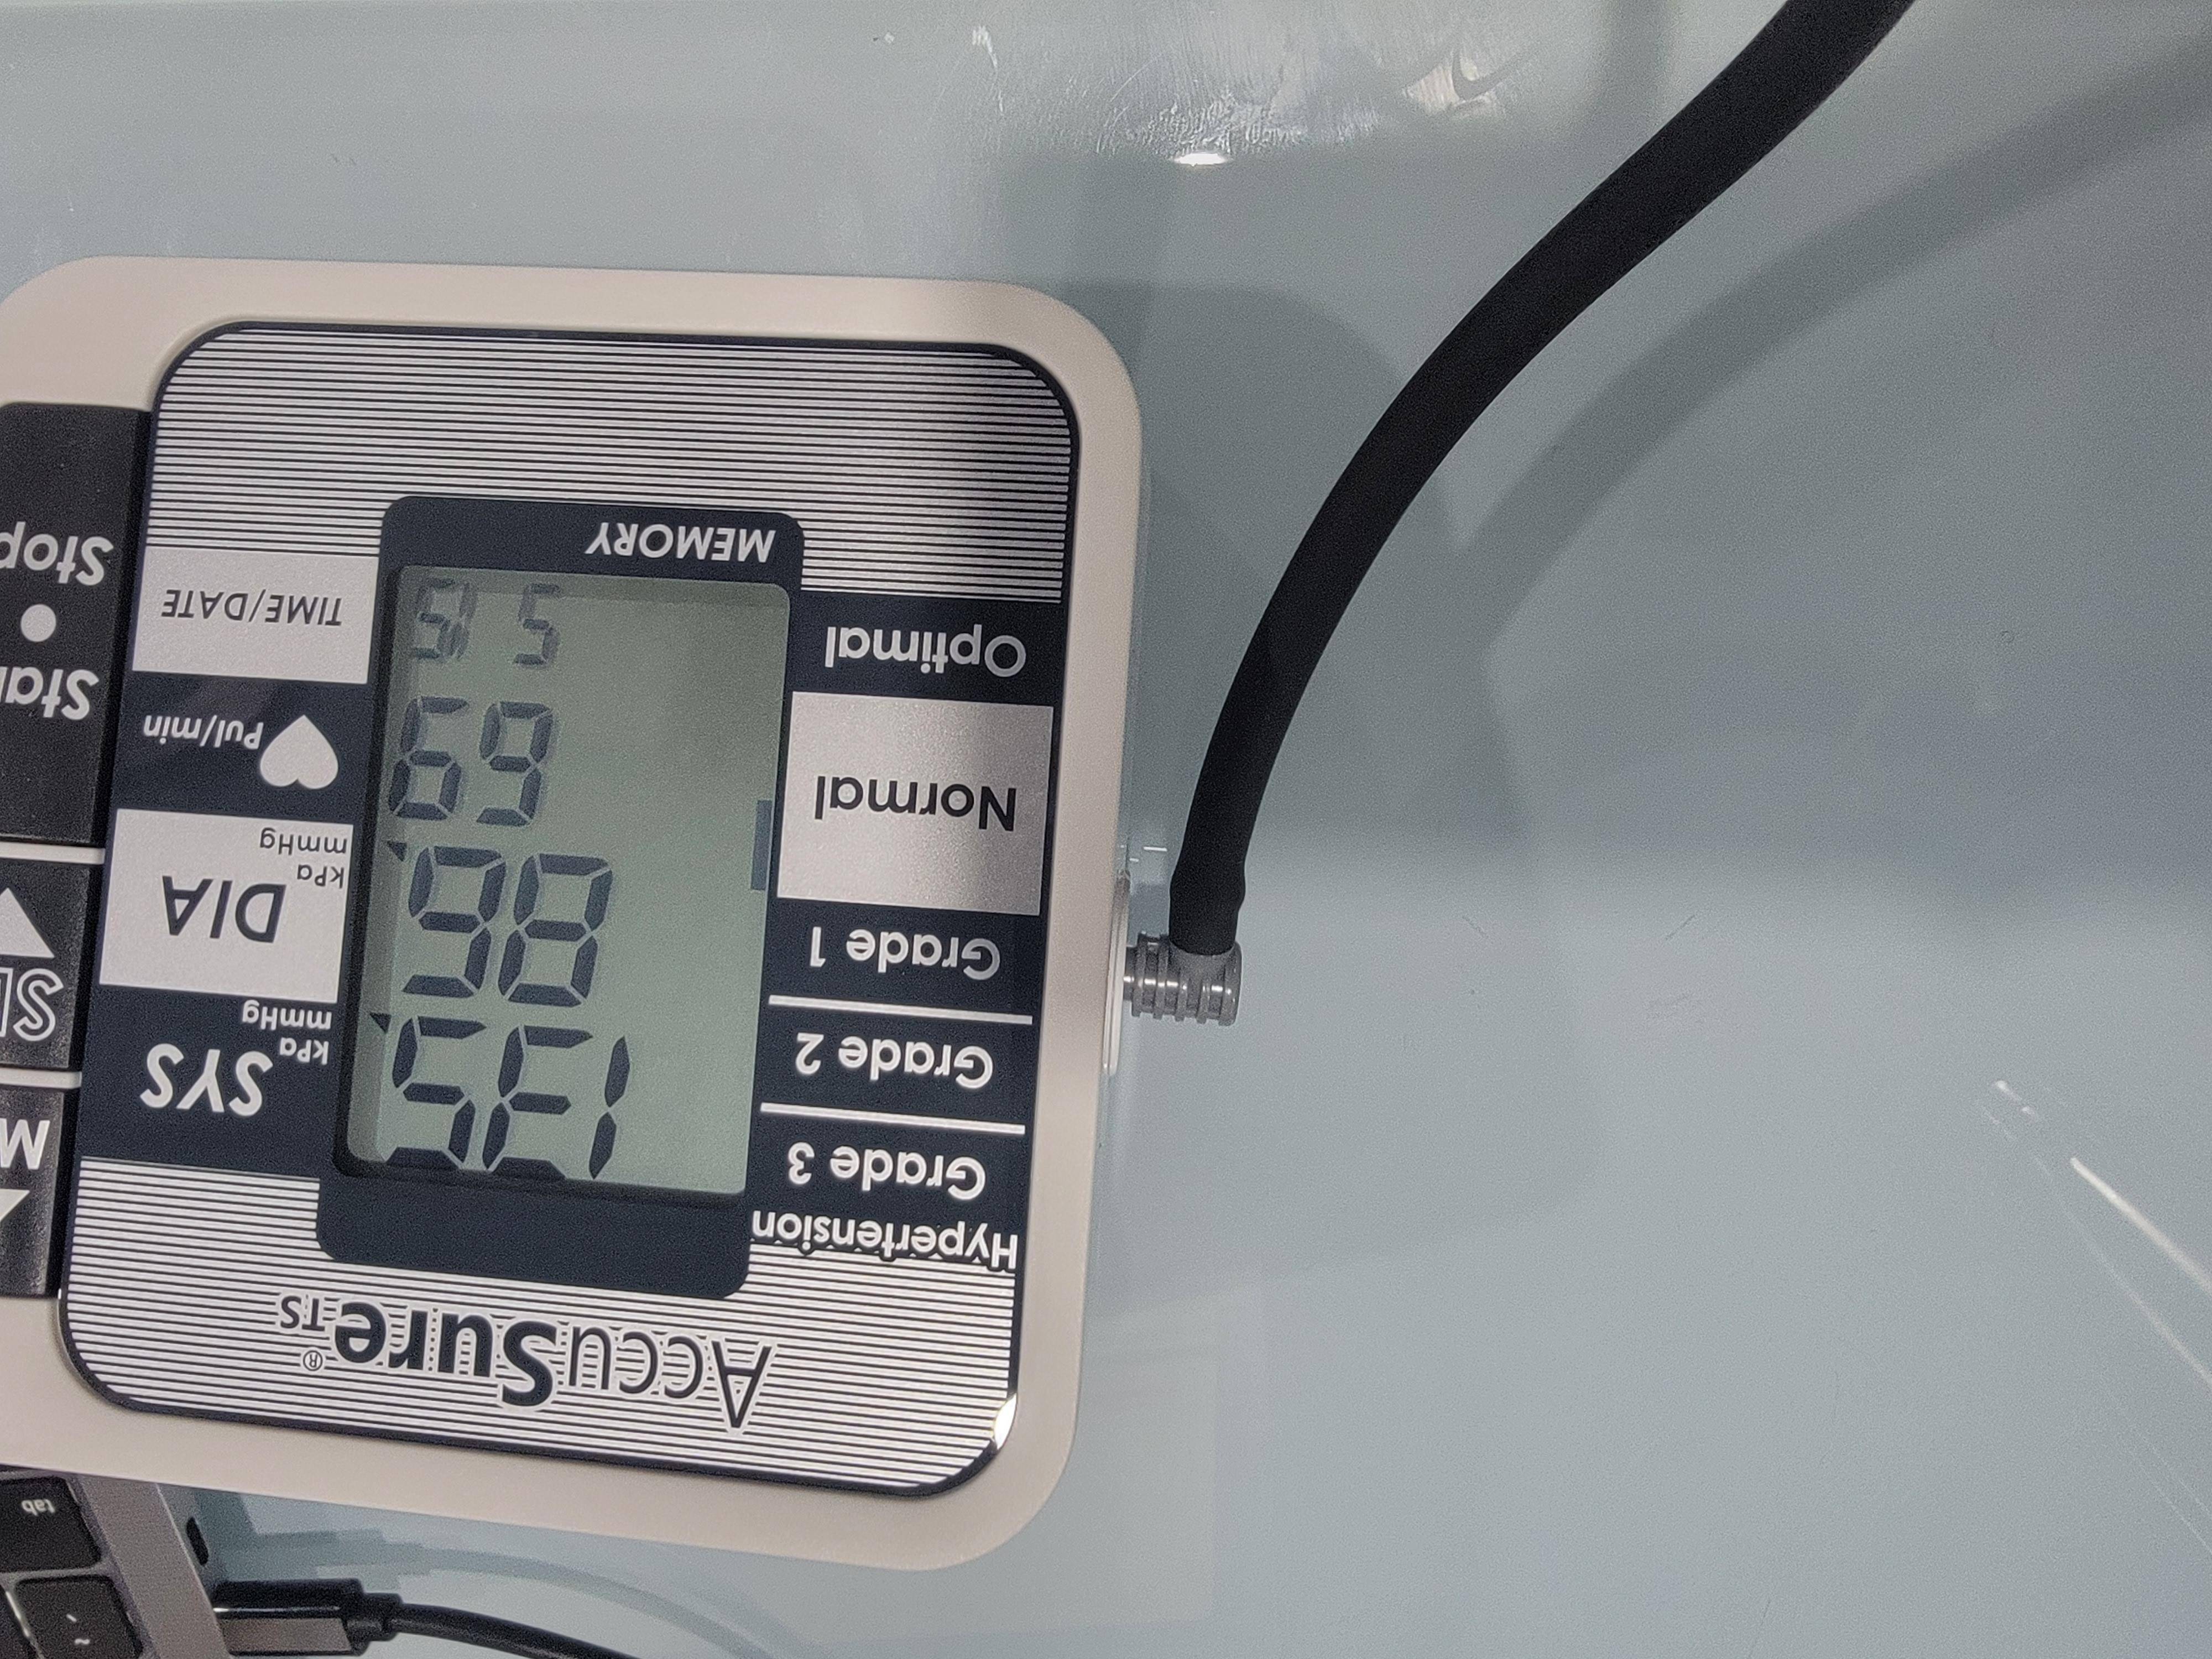 AccuSure® TS
Hypertension
Grade 3
Grade 2
Grade 1
Normal
Optimal
135
86
69
MEMORY
SYS kPa mmHg
DIA kPa mmHg
Pul/min
TIME/DATE
M
Stop
tab
~